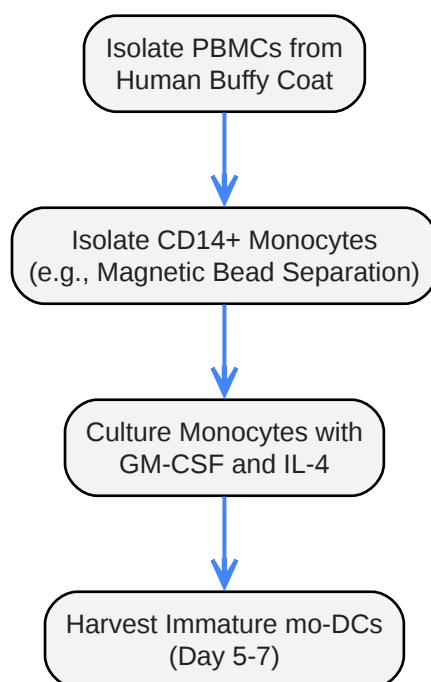 Isolate PBMCs from
Human Buffy Coat
Isolate CD14+ Monocytes
(e.g., Magnetic Bead Separation)
Culture Monocytes with
GM-CSF and IL-4
Harvest Immature mo-DCs
(Day 5-7)